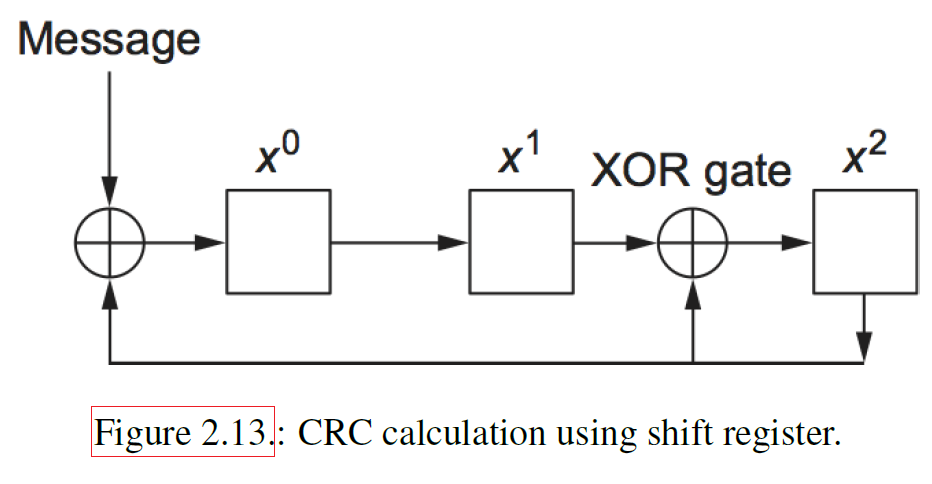 Message
x⁰
x¹
XOR gate
x²
Figure 2.13.: CRC calculation using shift register.